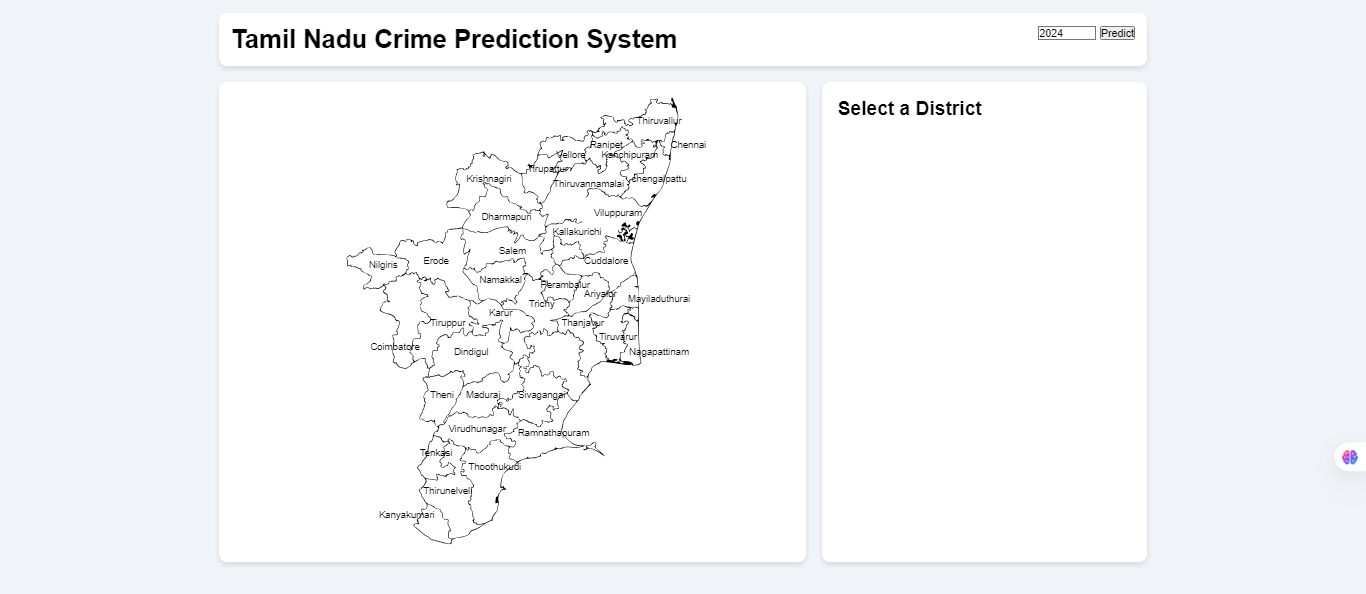 Tamil Nadu Crime Prediction System
2024 Predict
Select a District
Thiruvallur
Ranipet
Chennai
Vellore
Kanchipuram
Tirupattur
Krishnagiri
Thiruvannamalai
Chengalpattu
Dharmapuri
Viluppuram
Kallakurichi
Salem
Erode
Nilgiris
Cuddalore
Namakkal
Perambalur
Ariyalur
Mayiladuthurai
Trichy
Karur
Tiruppur
Thanjavur
Tiruvarur
Coimbatore
Dindigul
Nagapattinam
Theni
Madurai
Sivagangai
Virudhunagar
Ramnathapuram
Tenkasi
Thoothukudi
Thirunelveli
Kanyakumari